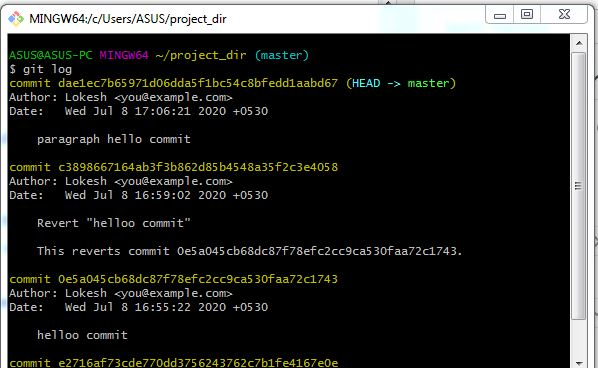 MINGW64:/c/Users/ASUS/project_dir
ASUS@ASUS-PC MINGW64 ~/project_dir (master)
$ git log
commit dae1ec7b65971d06dda5f1bc54c8bfedd1aabd67 (HEAD -> master)
Author: Lokesh <you@example.com>
Date:   Wed Jul 8 17:06:21 2020 +0530
    paragraph hello commit
commit c3898667164ab3f3b862d85b4548a35f2c3e4058
Author: Lokesh <you@example.com>
Date:   Wed Jul 8 16:59:02 2020 +0530
    Revert "helloo commit"
    This reverts commit 0e5a045cb68dc87f78efc2cc9ca530faa72c1743.
commit 0e5a045cb68dc87f78efc2cc9ca530faa72c1743
Author: Lokesh <you@example.com>
Date:   Wed Jul 8 16:55:22 2020 +0530
    helloo commit
commit e2716af73cde770dd3756243762c7b1fe4167e0e